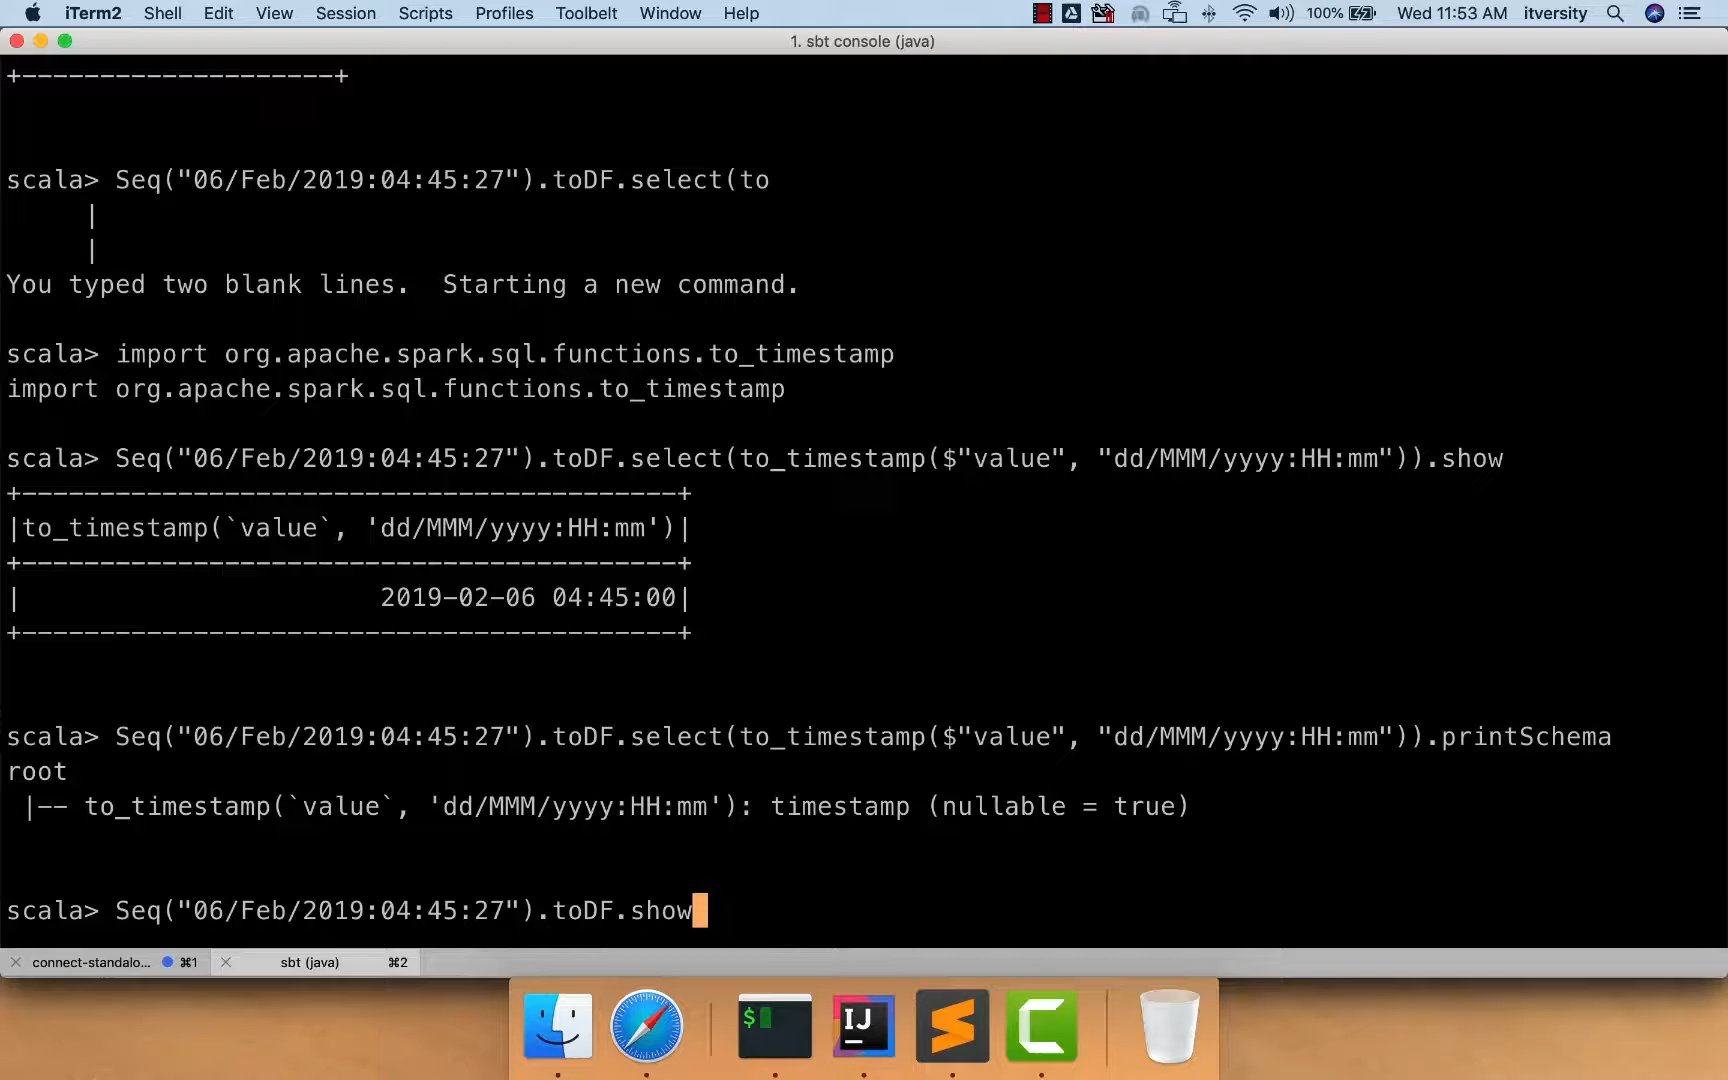 iTerm2 Shell Edit View Session Scripts Profiles Toolbelt Window Help 100% Wed 11:53 AM itversity
1. sbt console (java)
+--------------------+
scala> Seq("06/Feb/2019:04:45:27").toDF.select(to
|
|
You typed two blank lines.  Starting a new command.
scala> import org.apache.spark.sql.functions.to_timestamp
import org.apache.spark.sql.functions.to_timestamp
scala> Seq("06/Feb/2019:04:45:27").toDF.select(to_timestamp($"value", "dd/MMM/yyyy:HH:mm")).show
+------------------------------------------+
|to_timestamp(`value`, 'dd/MMM/yyyy:HH:mm')|
+------------------------------------------+
|                       2019-02-06 04:45:00|
+------------------------------------------+
scala> Seq("06/Feb/2019:04:45:27").toDF.select(to_timestamp($"value", "dd/MMM/yyyy:HH:mm")).printSchema
root
 |-- to_timestamp(`value`, 'dd/MMM/yyyy:HH:mm'): timestamp (nullable = true)
scala> Seq("06/Feb/2019:04:45:27").toDF.show
connect-standalo... ⌘1 sbt (java) ⌘2
$ IJ